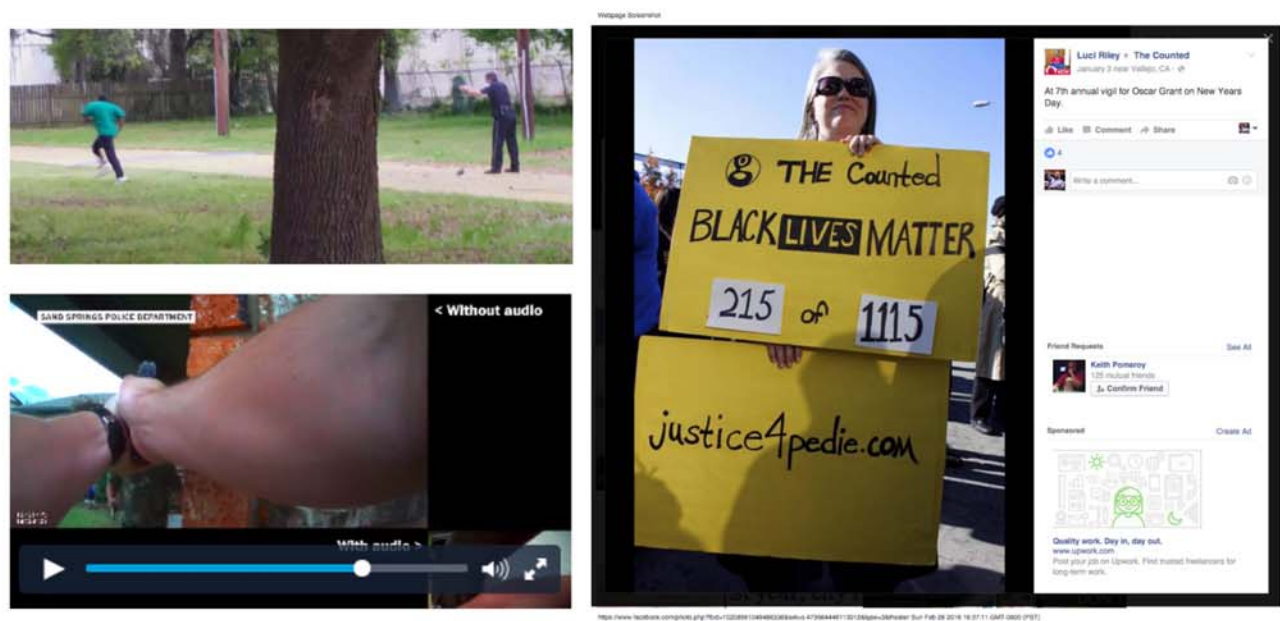 Webpage Screenshot
SAND SPRINGS POLICE DEPARTMENT
< Without audio
With audio >
THE Counted
BLACK LIVES MATTER
215 of 1115
justice4pedie.com
Luci Riley ▸ The Counted
January 3 near Vallejo, CA
At 7th annual vigil for Oscar Grant on New Years
Day.
Like Comment Share
4
Write a comment...
Friend Requests See All
Keith Pomeroy
125 mutual friends
Confirm Friend
Sponsored Create Ad
Quality work. Day in, day out.
www.upwork.com
Post your job on Upwork. Find trusted freelancers for
long-term work.